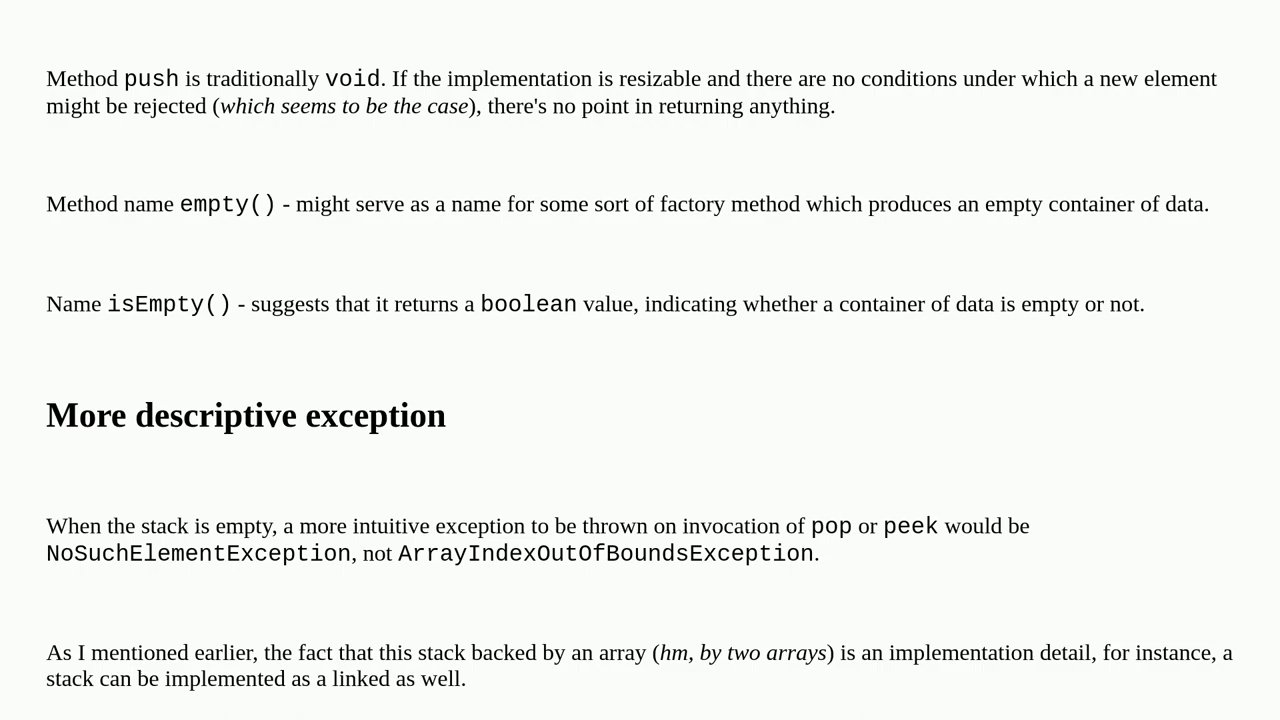 Method push is traditionally void. If the implementation is resizable and there are no conditions under which a new element
might be rejected (which seems to be the case), there's no point in returning anything.
Method name empty() - might serve as a name for some sort of factory method which produces an empty container of data.
Name isEmpty() - suggests that it returns a boolean value, indicating whether a container of data is empty or not.
More descriptive exception
When the stack is empty, a more intuitive exception to be thrown on invocation of pop or peek would be
NoSuchElementException, not ArrayIndexOutOfBoundsException.
As I mentioned earlier, the fact that this stack backed by an array (hm, by two arrays) is an implementation detail, for instance, a
stack can be implemented as a linked as well.